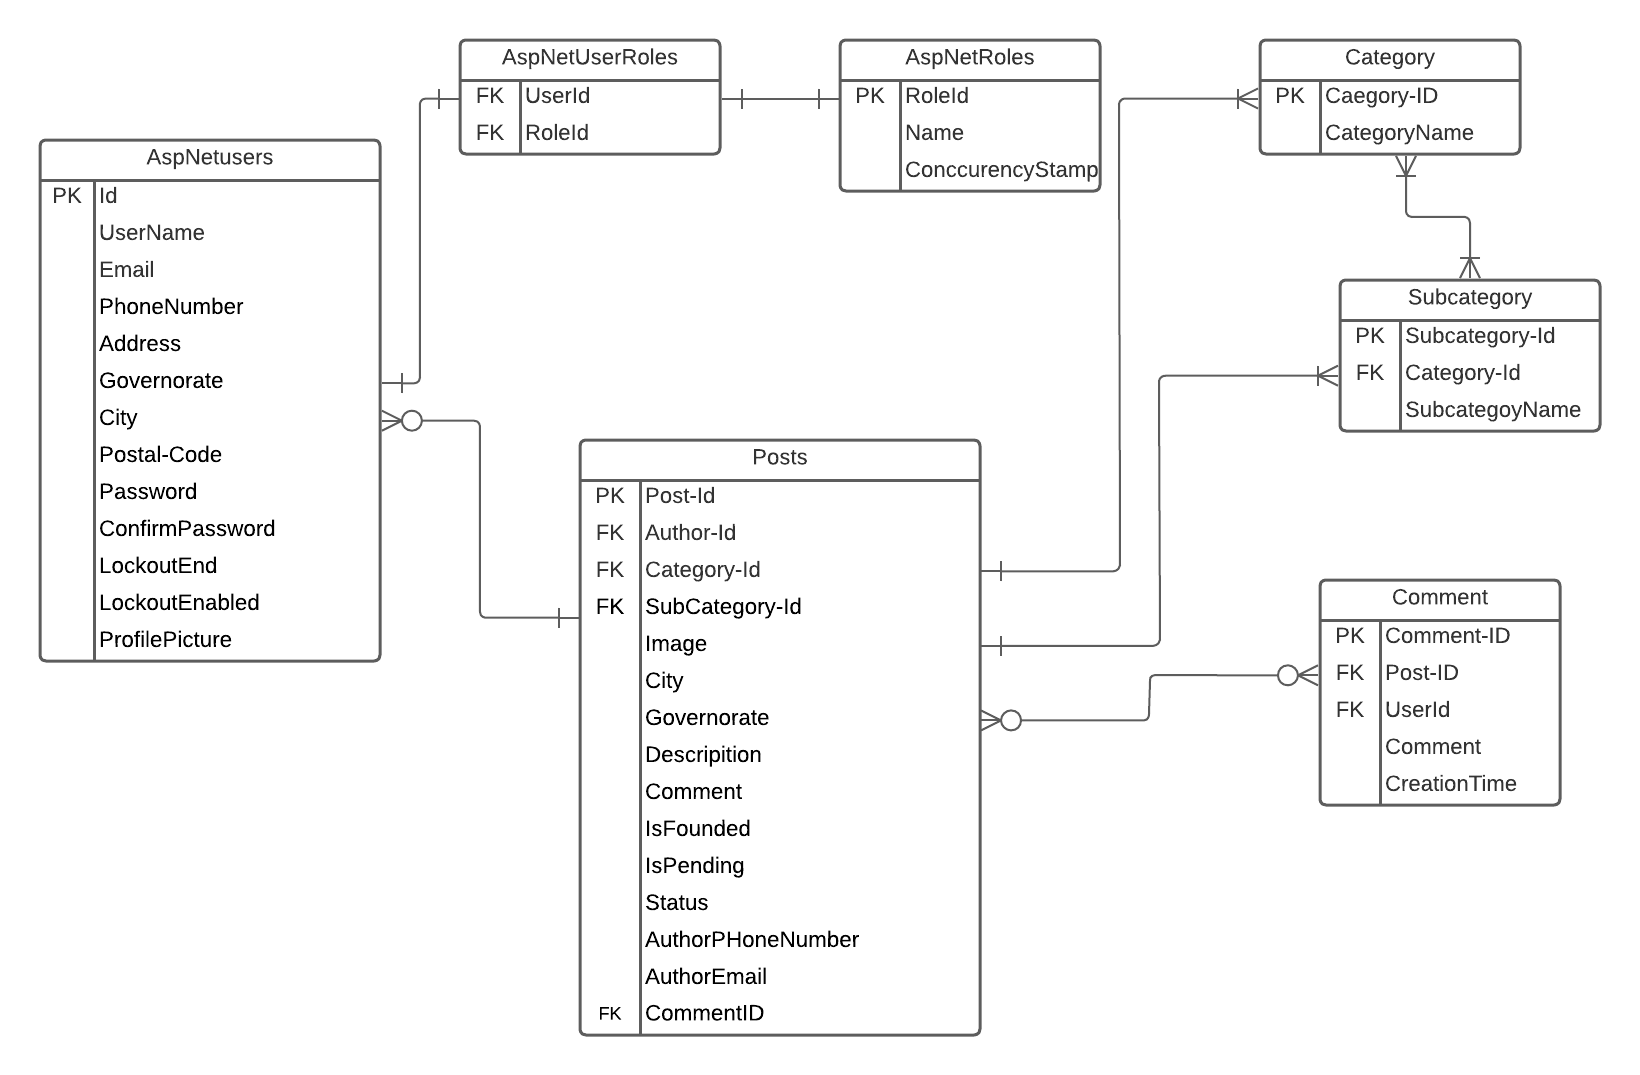 AspNetUserRoles
FK UserId
FK RoleId
AspNetRoles
PK RoleId
Name
ConccurencyStamp
Category
PK Caegory-ID
CategoryName
AspNetusers
PK Id
UserName
Email
PhoneNumber
Address
Governorate
City
Postal-Code
Password
ConfirmPassword
LockoutEnd
LockoutEnabled
ProfilePicture
Subcategory
PK Subcategory-Id
FK Category-Id
SubcategoyName
Posts
PK Post-Id
FK Author-Id
FK Category-Id
FK SubCategory-Id
Image
City
Governorate
Descripition
Comment
IsFounded
IsPending
Status
AuthorPHoneNumber
AuthorEmail
FK CommentID
Comment
PK Comment-ID
FK Post-ID
FK UserId
Comment
CreationTime